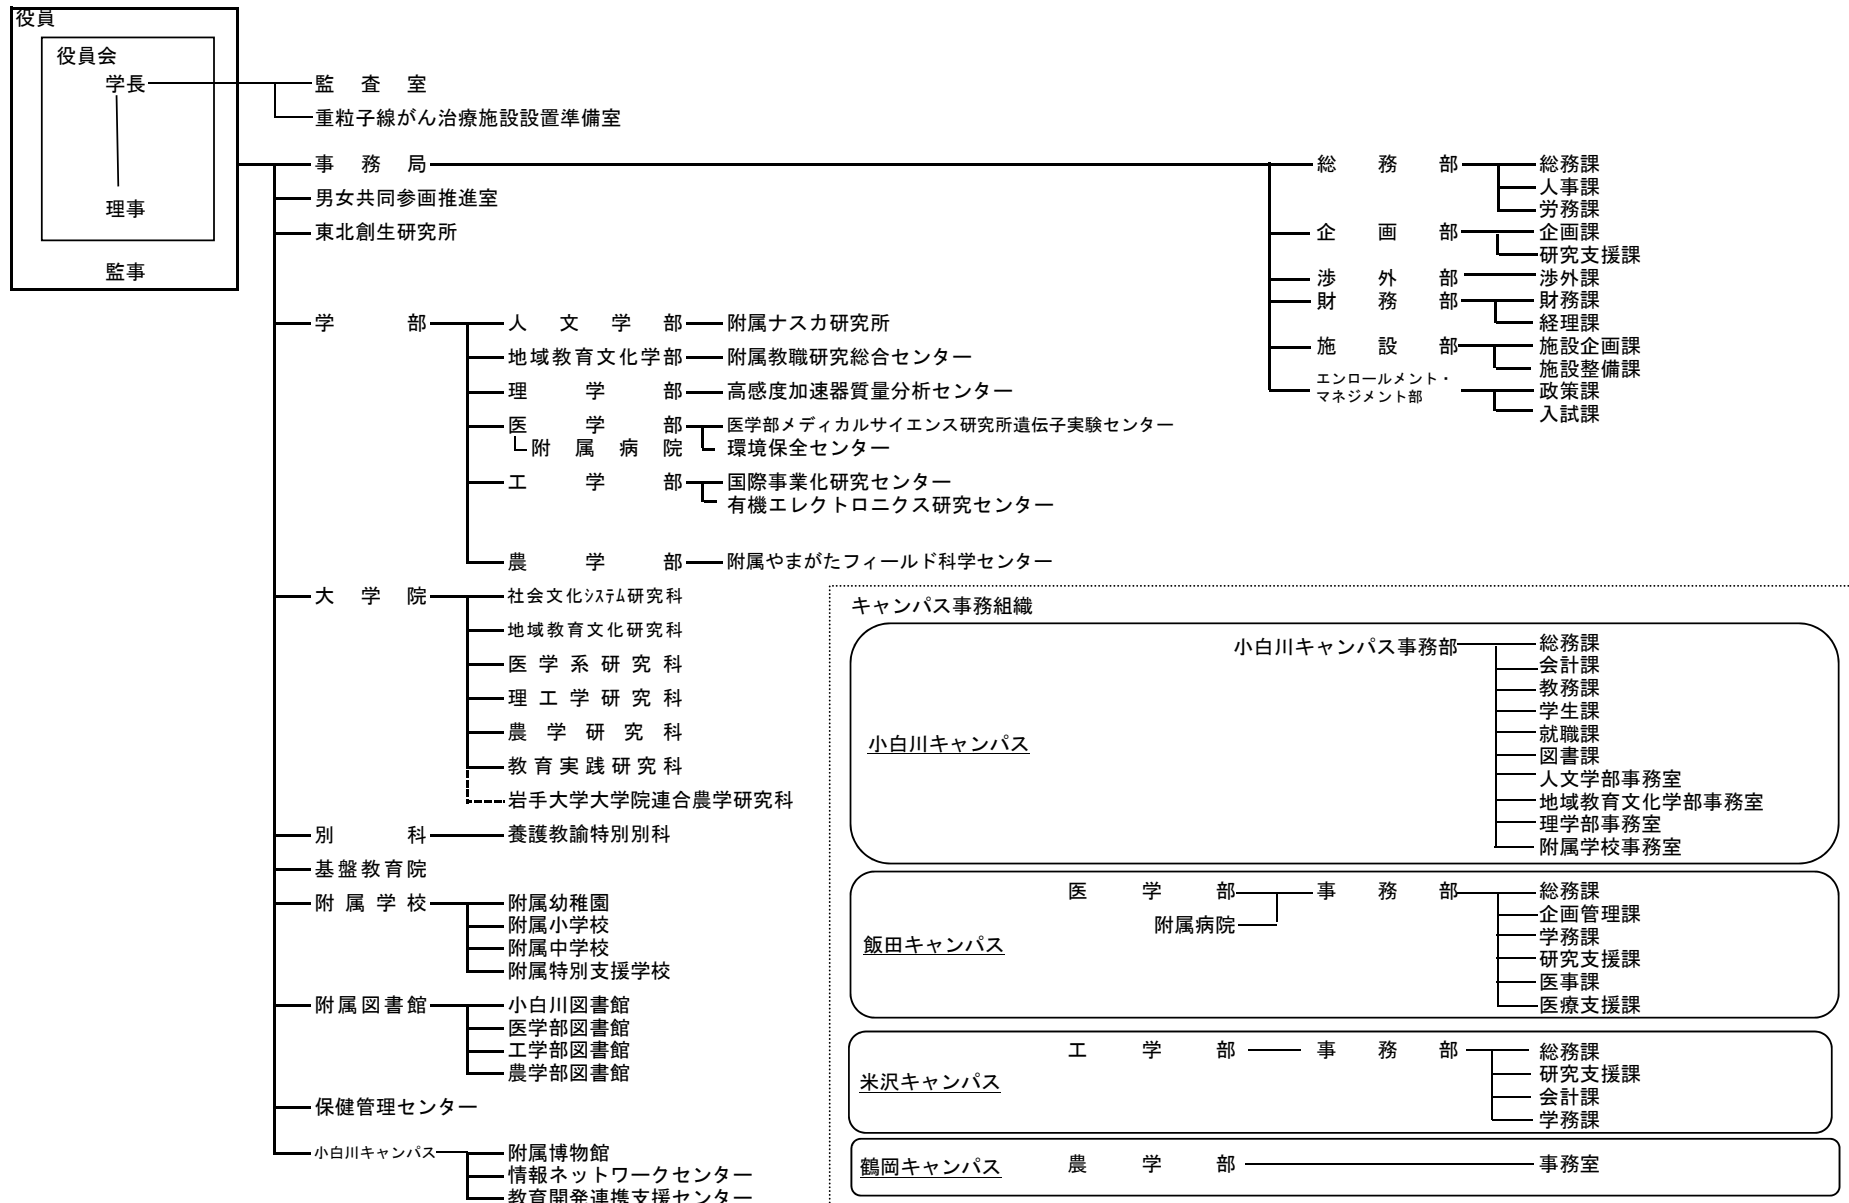 役員
役員会
学長
理事
監事
監査室
重粒子線がん治療施設設置準備室
事務局
男女共同参画推進室
東北創生研究所
総務部
総務課
人事課
労務課
企画部
企画課
研究支援課
渉外部
渉外課
財務部
財務課
経理課
施設部
施設企画課
施設整備課
エンロールメント・
マネジメント部
政策課
入試課
学部
人文学部
附属ナスカ研究所
地域教育文化学部
附属教職研究総合センター
理学部
高感度加速器質量分析センター
医学部
医学部メディカルサイエンス研究所遺伝子実験センター
附属病院
環境保全センター
工学部
国際事業化研究センター
有機エレクトロニクス研究センター
農学部
附属やまがたフィールド科学センター
大学院
社会文化ｼｽﾃﾑ研究科
地域教育文化研究科
医学系研究科
理工学研究科
農学研究科
教育実践研究科
岩手大学大学院連合農学研究科
別科
養護教諭特別別科
基盤教育院
附属学校
附属幼稚園
附属小学校
附属中学校
附属特別支援学校
附属図書館
小白川図書館
医学部図書館
工学部図書館
農学部図書館
保健管理センター
小白川キャンパス
附属博物館
情報ネットワークセンター
教育開発連携支援センター
キャンパス事務組織
小白川キャンパス
小白川キャンパス事務部
総務課
会計課
教務課
学生課
就職課
図書課
人文学部事務室
地域教育文化学部事務室
理学部事務室
附属学校事務室
飯田キャンパス
医学部
附属病院
事務部
総務課
企画管理課
学務課
研究支援課
医事課
医療支援課
米沢キャンパス
工学部
事務部
総務課
研究支援課
会計課
学務課
鶴岡キャンパス
農学部
事務室